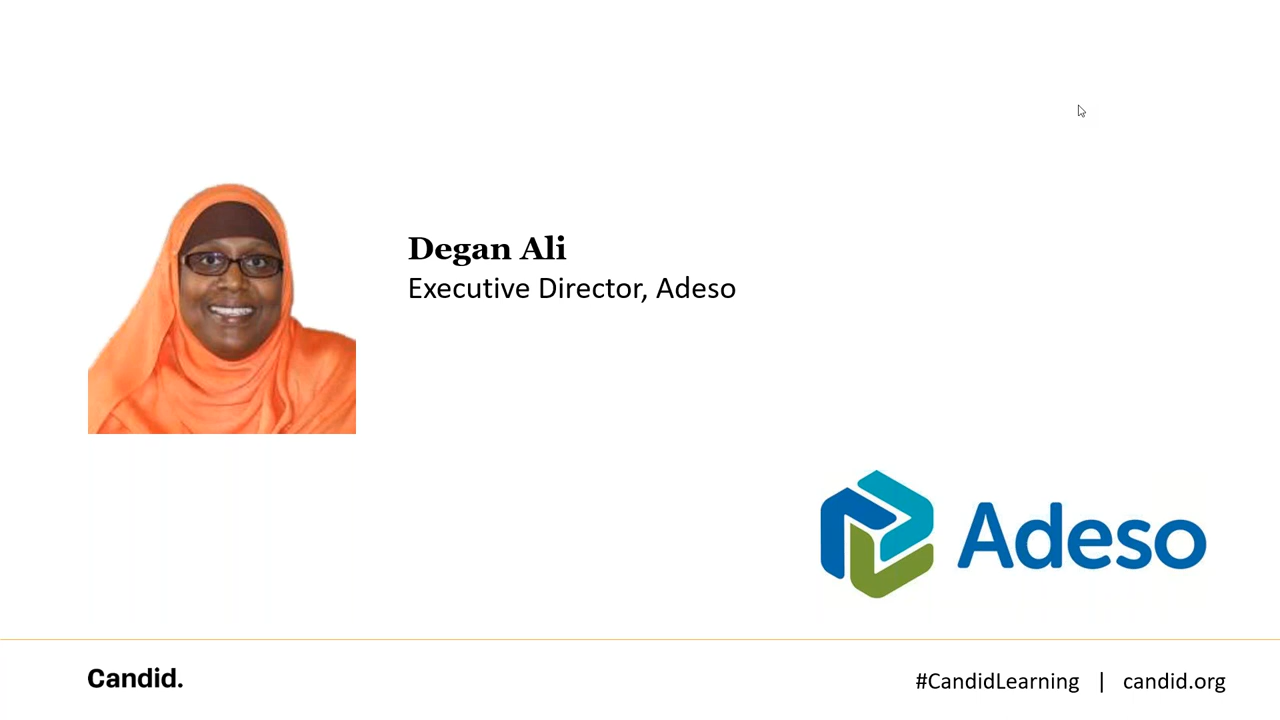 Degan Ali
Executive Director, Adeso
Adeso
Candid.
#CandidLearning | candid.org